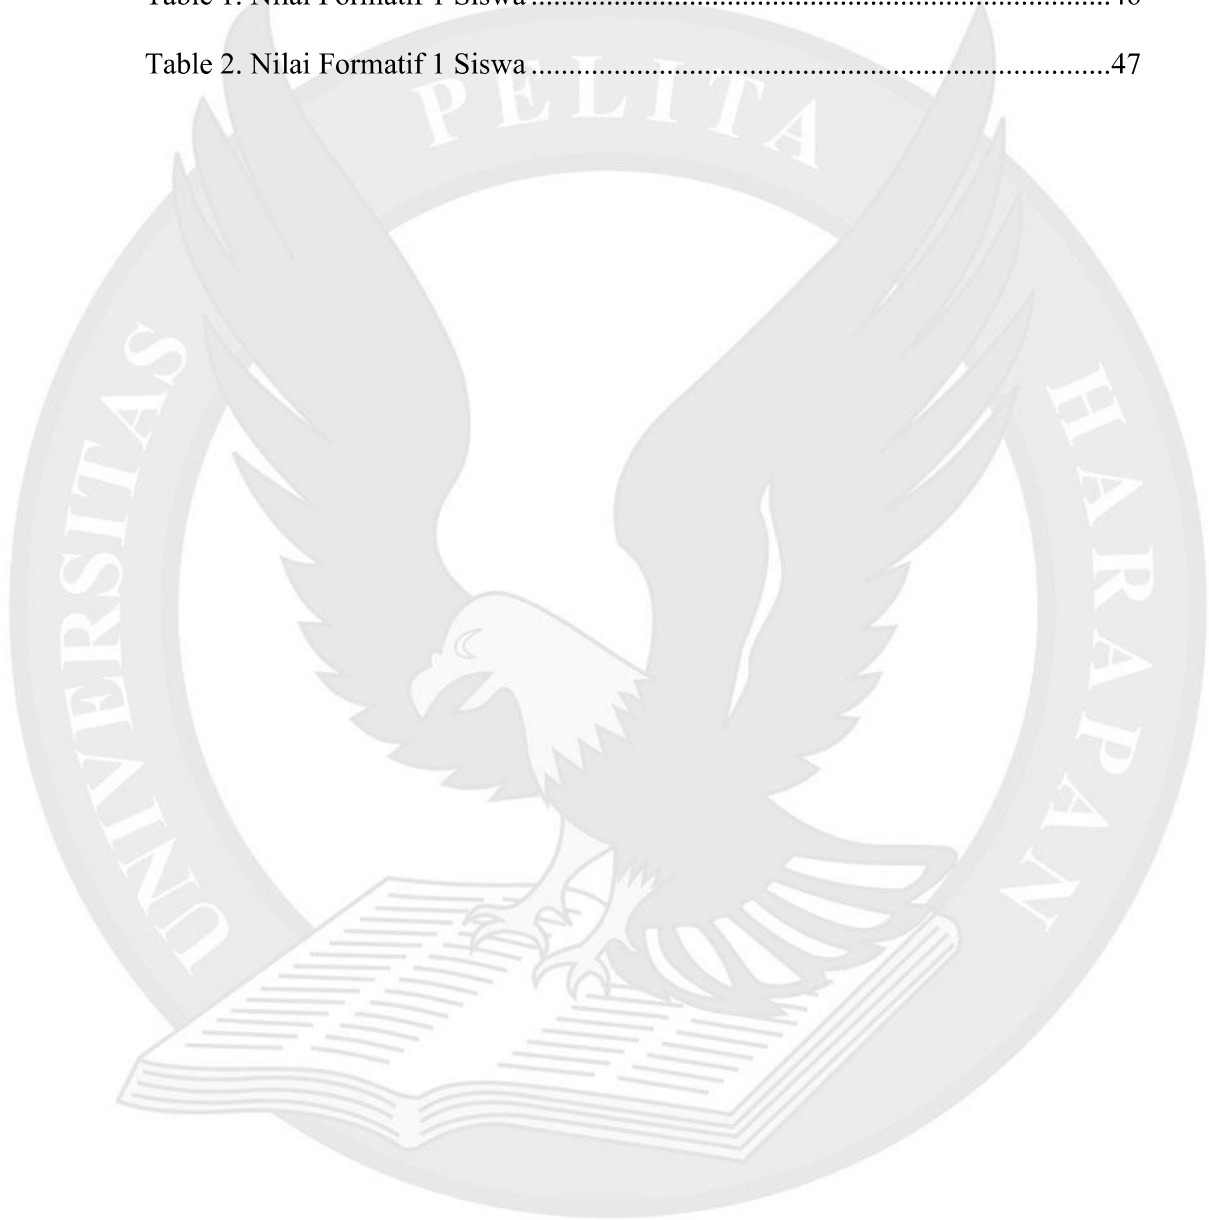 Table 1. Nilai Formatif 1 Siswa
Table 2. Nilai Formatif 1 Siswa ..............................................................................47
PELITA
UNIVERSITAS
HARAPAN